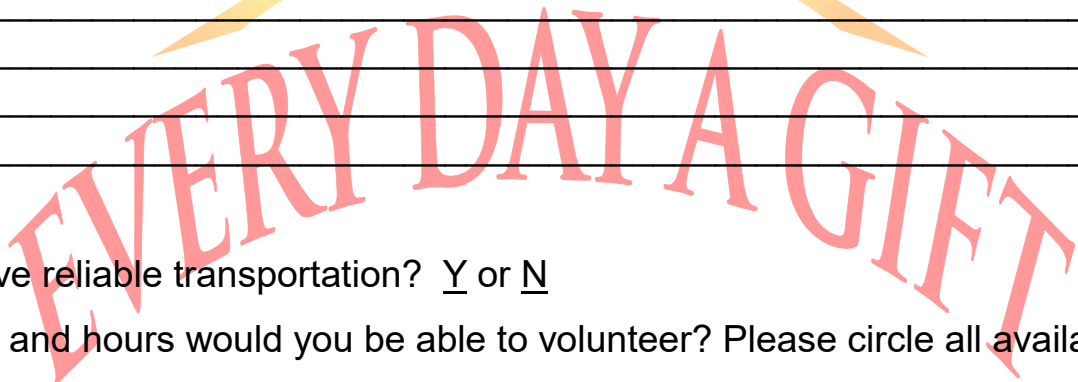 EVERY DAY A GIFT
ve reliable transportation? Y or N
and hours would you be able to volunteer? Please circle all availa